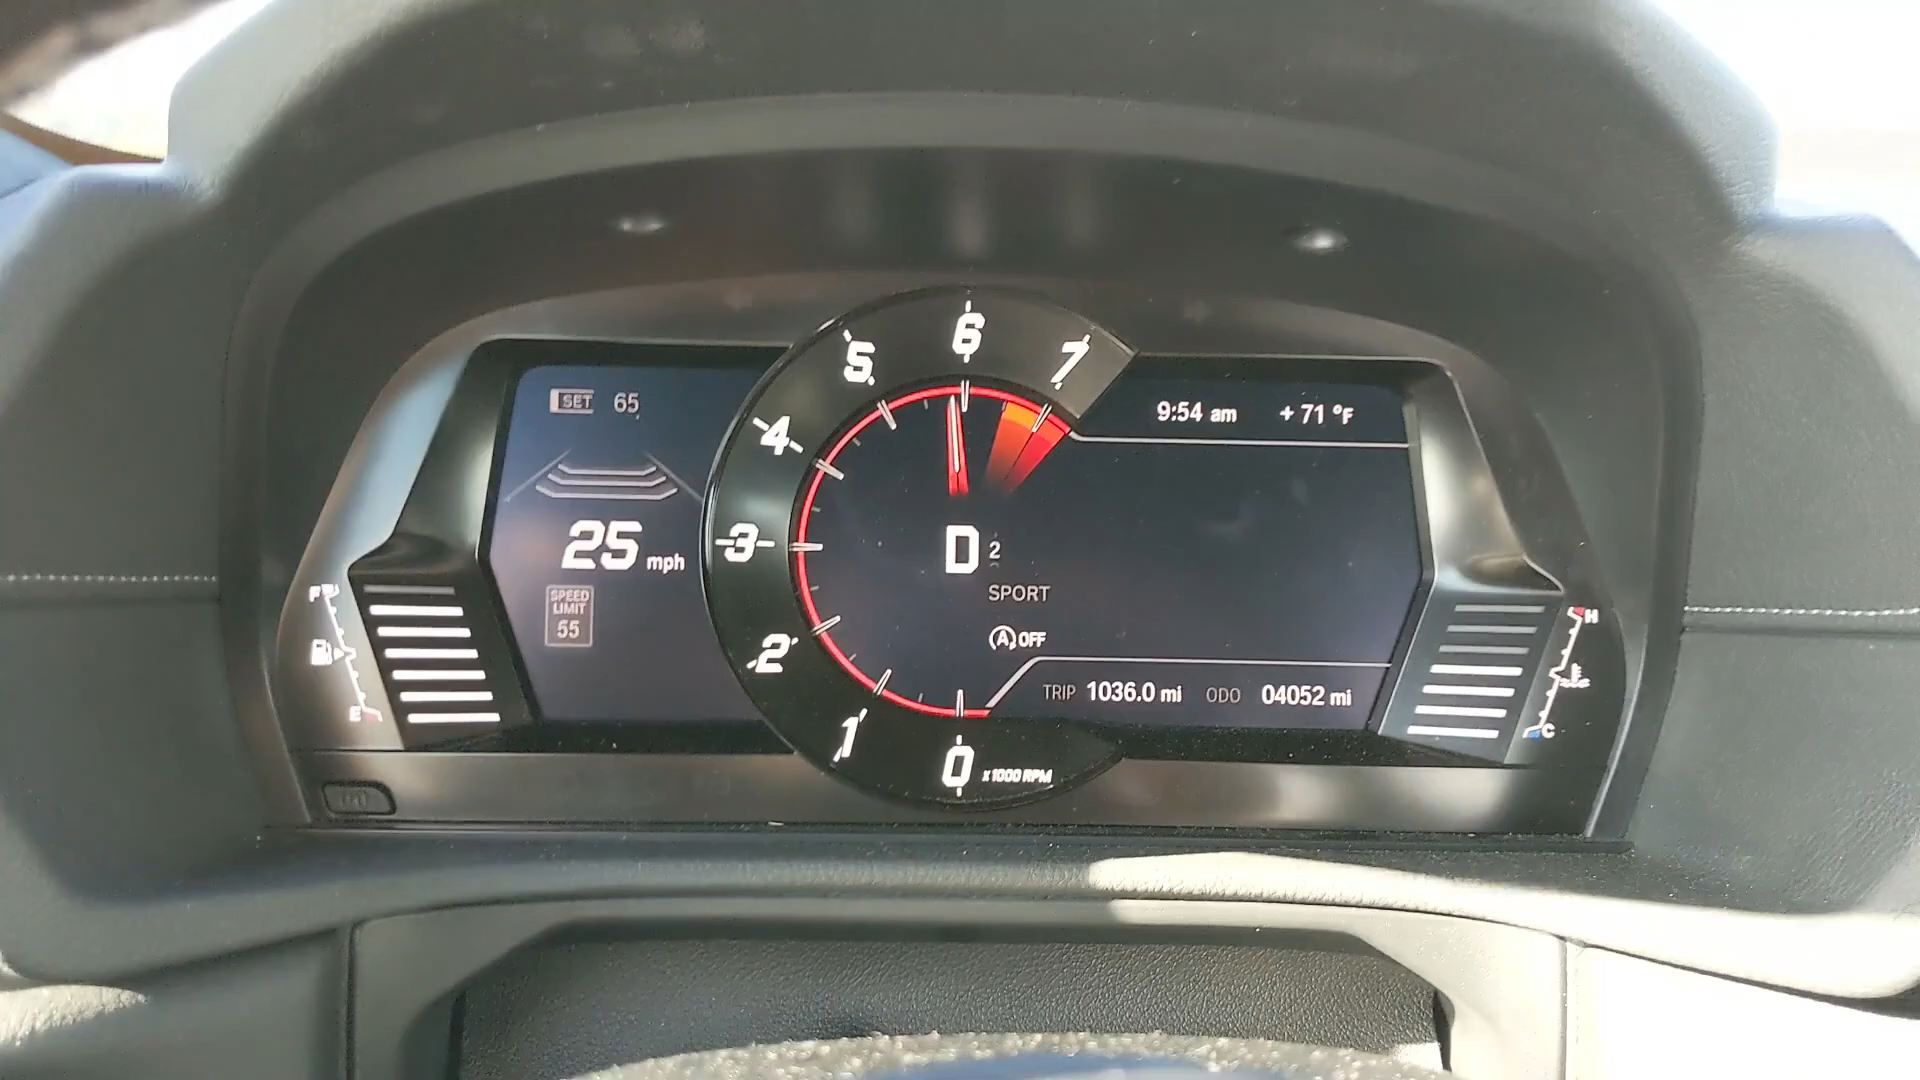 SET 65
25 mph
SPEED
LIMIT
55
F
E
0
1
2
3
4
5
6
7
x1000 RPM
D 2
SPORT
A OFF
9:54 am +71 °F
TRIP 1036.0 mi ODO 04052 mi
H
C